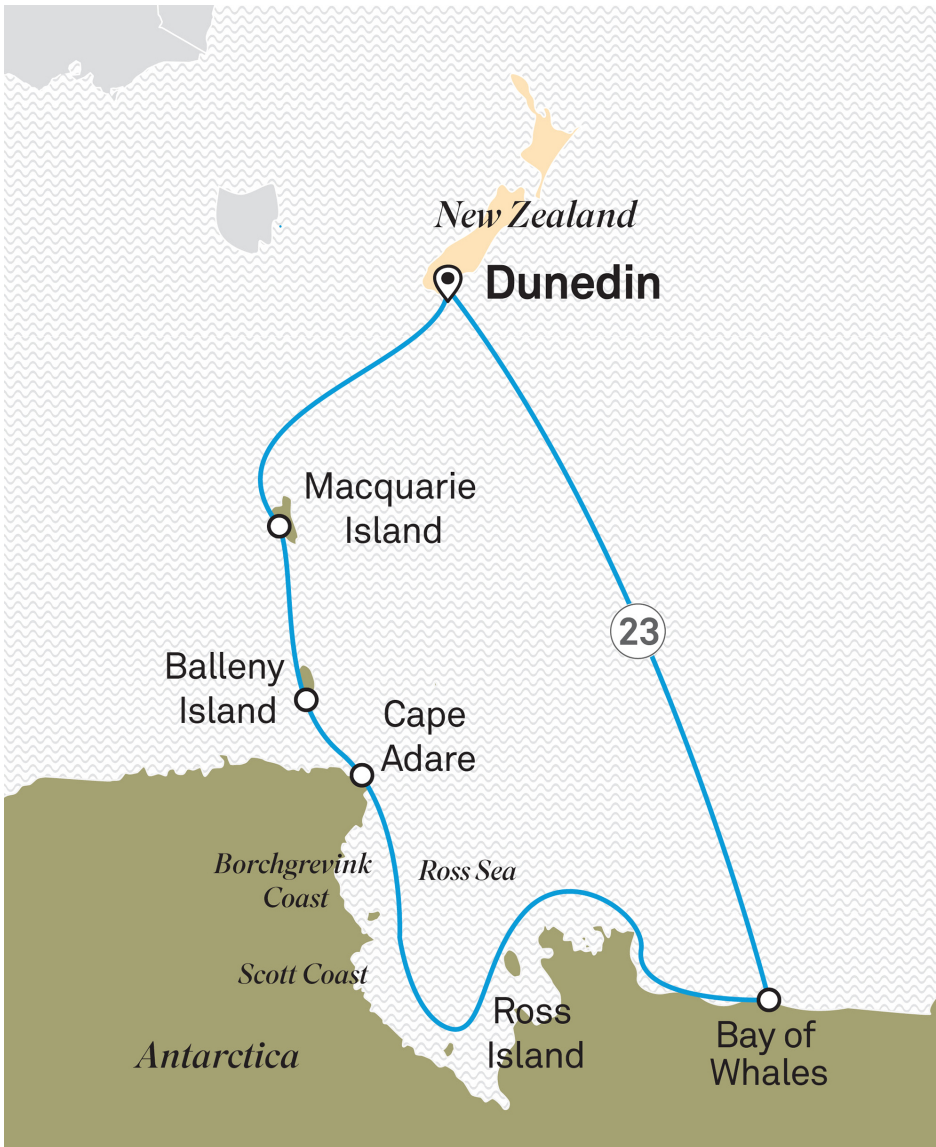 New Zealand
Dunedin
Macquarie
Island
23
Balleny
Island
Cape
Adare
Borchgrevink
Coast
Ross Sea
Scott Coast
Ross
Island
Antarctica
Bay of
Whales